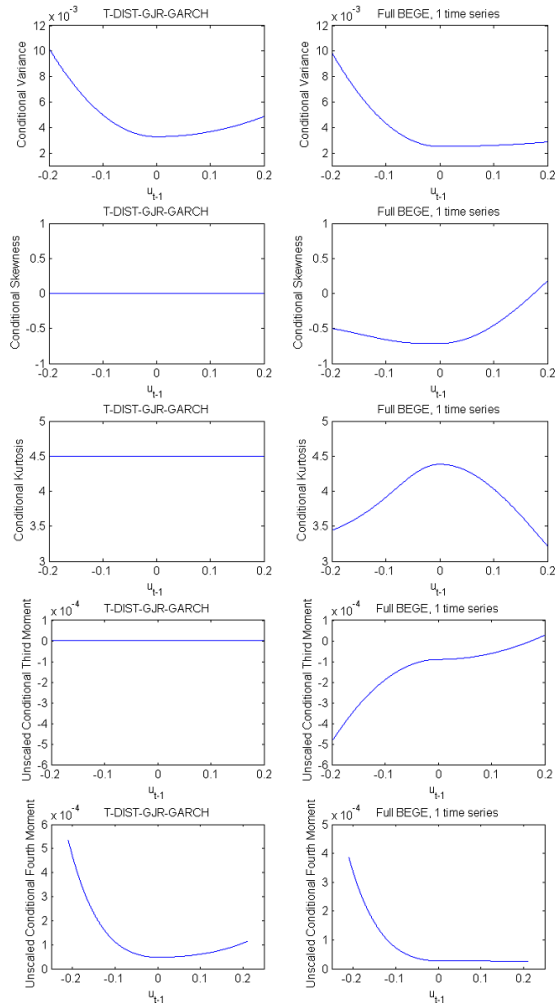 x 10^-3 T-DIST-GJR-GARCH
Conditional Variance
12
10
8
6
4
2
-0.2 -0.1 0 0.1 0.2
u_t-1
x 10^-3 Full BEGE, 1 time series
Conditional Variance
12
10
8
6
4
2
-0.2 -0.1 0 0.1 0.2
u_t-1
T-DIST-GJR-GARCH
Conditional Skewness
1
0.5
0
-0.5
-1
-0.2 -0.1 0 0.1 0.2
u_t-1
Full BEGE, 1 time series
Conditional Skewness
1
0.5
0
-0.5
-1
-0.2 -0.1 0 0.1 0.2
u_t-1
T-DIST-GJR-GARCH
Conditional Kurtosis
5
4.5
4
3.5
3
-0.2 -0.1 0 0.1 0.2
u_t-1
Full BEGE, 1 time series
Conditional Kurtosis
5
4.5
4
3.5
3
-0.2 -0.1 0 0.1 0.2
u_t-1
x 10^-4 T-DIST-GJR-GARCH
Unscaled Conditional Third Moment
1
0
-1
-2
-3
-4
-5
-6
-0.2 -0.1 0 0.1 0.2
u_t-1
x 10^-4 Full BEGE, 1 time series
Unscaled Conditional Third Moment
1
0
-1
-2
-3
-4
-5
-6
-0.2 -0.1 0 0.1 0.2
u_t-1
x 10^-4 T-DIST-GJR-GARCH
Unscaled Conditional Fourth Moment
6
5
4
3
2
1
0
-0.2 -0.1 0 0.1 0.2
u_t-1
x 10^-4 Full BEGE, 1 time series
Unscaled Conditional Fourth Moment
5
4
3
2
1
0
-0.2 -0.1 0 0.1 0.2
u_t-1